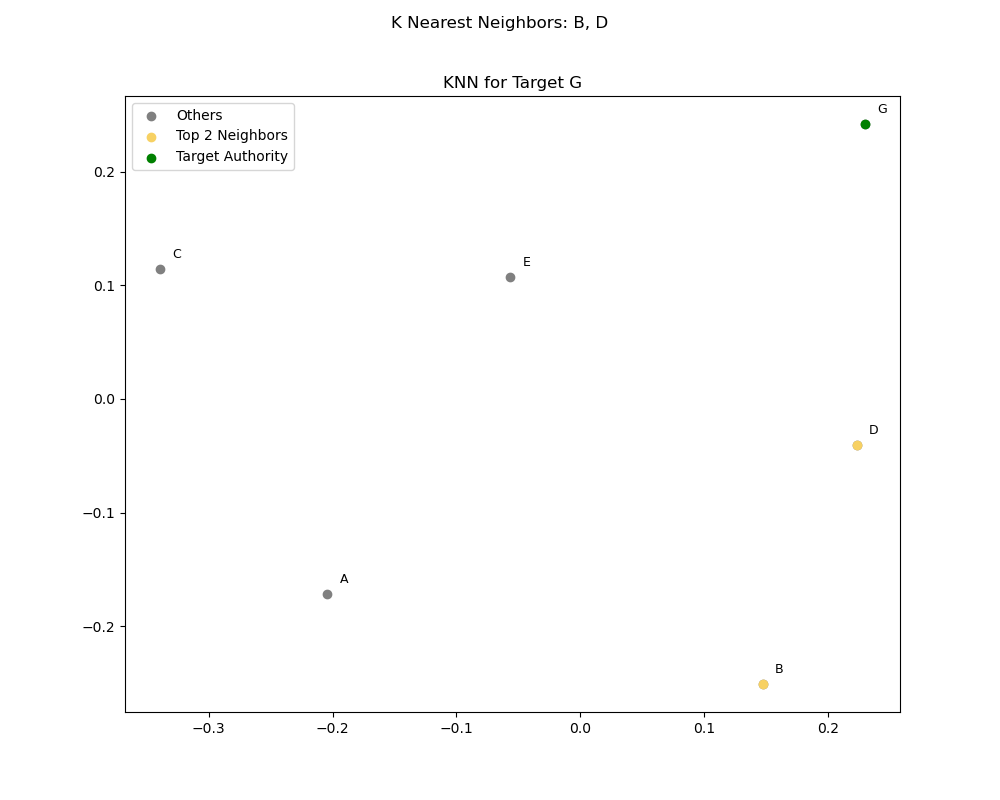 K Nearest Neighbors: B, D
KNN for Target G
Others
Top 2 Neighbors
Target Authority
G
C
E
D
A
B
0.2
0.1
0.0
−0.1
−0.2
−0.3
−0.2
−0.1
0.0
0.1
0.2